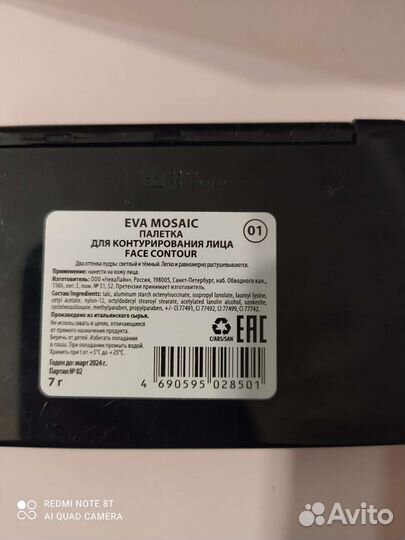 EVA MOSAIC
ПАЛЕТКА
ДЛЯ КОНТУРИРОВАНИЯ ЛИЦА
FACE CONTOUR
01
Два оттенка пудры: светлый и тёмный. Легко и равномерно растушевываются.
Применение: нанести на кожу лица.
Изготовитель: ООО «НеваЛайн», Россия, 198005, Санкт-Петербург, наб. Обводного кан.,
118А, лит. Е, пом. №: 51, 52. Претензии принимает изготовитель.
Состав/Ingredients: talc, aluminum starch octenylsuccinate, isopropyl lanolate, lauroyl lysine,
cetyl acetate, nylon-12, octyldodecyl stearoyl stearate, acetylated lanolin alcohol, ozokerite,
cyclomethicone, methylparaben, propylparaben, +/- CI 77491, CI 77492, CI 77499, CI 77742.
Произведено из итальянского сырья.
Использовать в целях, отличающихся
от прямого назначения продукта.
Беречь от детей. Избегать попадания
в глаза. При попадании промыть водой.
Хранить при t от +5°C до +25°C.
Годен до: март 2024 г.
Партия № 02
7 г
C/ABS/SAN
EAC
4 690595 028501
REDMI NOTE 8T
AI QUAD CAMERA
Avito